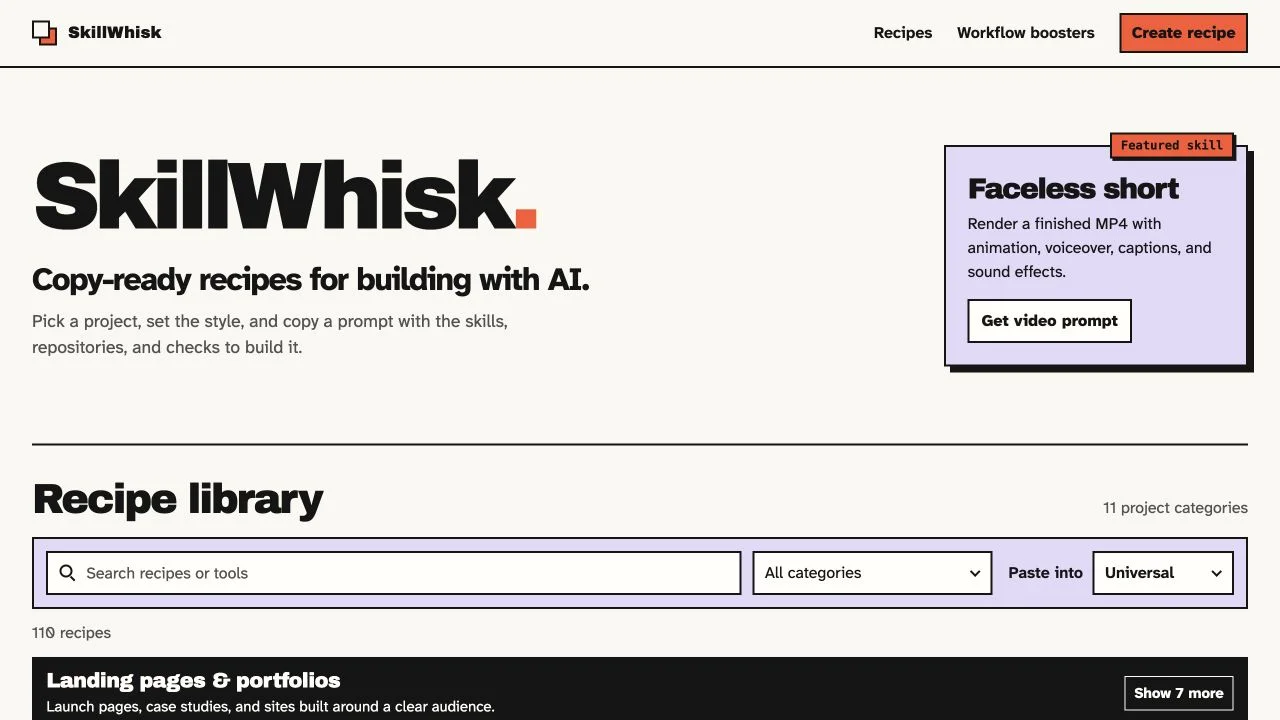 SkillWhisk
Recipes
Workflow boosters
Create recipe
SkillWhisk.
Copy-ready recipes for building with AI.
Pick a project, set the style, and copy a prompt with the skills,
repositories, and checks to build it.
Featured skill
Faceless short
Render a finished MP4 with
animation, voiceover, captions, and
sound effects.
Get video prompt
Recipe library
11 project categories
Search recipes or tools
All categories
Paste into
Universal
110 recipes
Landing pages & portfolios
Launch pages, case studies, and sites built around a clear audience.
Show 7 more